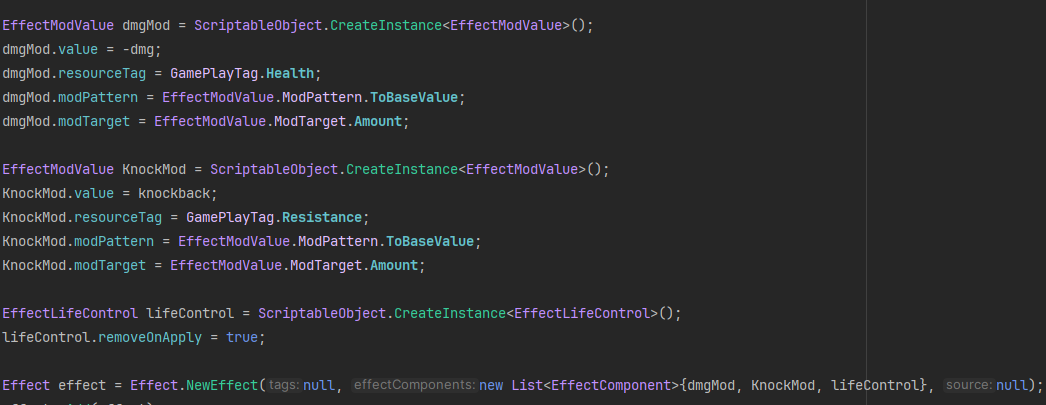 EffectModValue dmgMod = ScriptableObject.CreateInstance<EffectModValue>();
dmgMod.value = -dmg;
dmgMod.resourceTag = GamePlayTag.Health;
dmgMod.modPattern = EffectModValue.ModPattern.ToBaseValue;
dmgMod.modTarget = EffectModValue.ModTarget.Amount;
EffectModValue KnockMod = ScriptableObject.CreateInstance<EffectModValue>();
KnockMod.value = knockback;
KnockMod.resourceTag = GamePlayTag.Resistance;
KnockMod.modPattern = EffectModValue.ModPattern.ToBaseValue;
KnockMod.modTarget = EffectModValue.ModTarget.Amount;
EffectLifeControl lifeControl = ScriptableObject.CreateInstance<EffectLifeControl>();
lifeControl.removeOnApply = true;
Effect effect = Effect.NewEffect(tags:null, effectComponents:new List<EffectComponent>{dmgMod, KnockMod, lifeControl}, source:null);